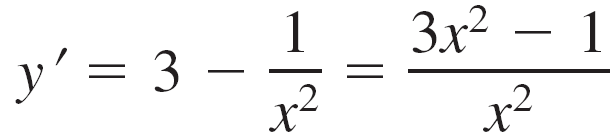 y′ = 3 − 1/x² = (3x² − 1)/x²